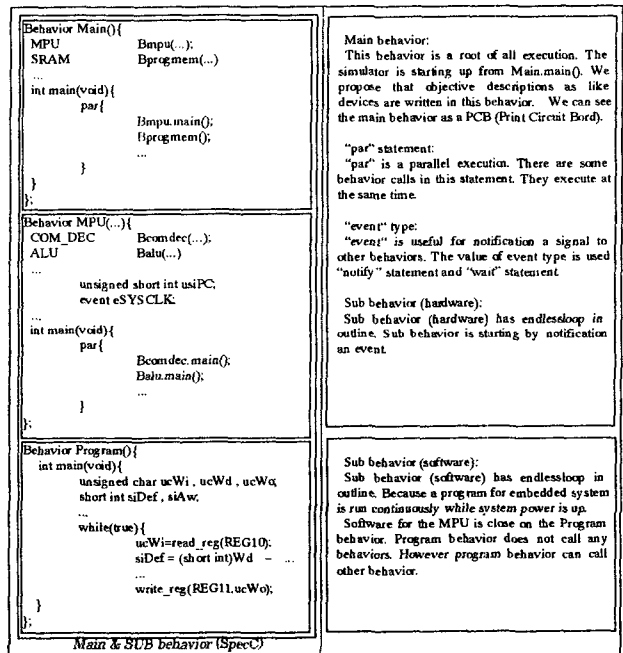 Behavior Main(){
MPU Bmpu(...);
SRAM Bprogmem(...)
...
int main(void){
par{
Bmpu.main();
Bprogmem();
...
}
}
};
Behavior MPU(...){
COM_DEC Bcomdec(...);
ALU Balu(...)
...
unsigned short int usiPC;
event eSYSCLK;
...
int main(void){
par{
Bcomdec.main();
Balu.main();
...
}
};
Behavior Program(){
int main(void){
unsigned char ucWi , ucWd , ucWo;
short int siDef , siAw;
...
while(true){
ucWi=read_reg(REG10);
siDef = (short int)Wd – ...
...
write_reg(REG11,ucWo);
}
};
Main & SUB behavior (SpecC)
Main behavior:
This behavior is a root of all execution. The
simulator is starting up from Main.main(). We
propose that objective descriptions as like
devices are written in this behavior. We can see
the main behavior as a PCB (Print Circuit Bord).
"par" statement:
"par" is a parallel execution. There are some
behavior calls in this statement. They execute at
the same time.
"event" type:
"event" is useful for notification a signal to
other behaviors. The value of event type is used
"notify" statement and "wait" statement.
Sub behavior (hardware):
Sub behavior (hardware) has endlessloop in
outline. Sub behavior is starting by notification
an event.
Sub behavior (software):
Sub behavior (software) has endlessloop in
outline. Because a program for embedded system
is run continuously while system power is up.
Software for the MPU is close on the Program
behavior. Program behavior does not call any
behaviors. However program behavior can call
other behavior.